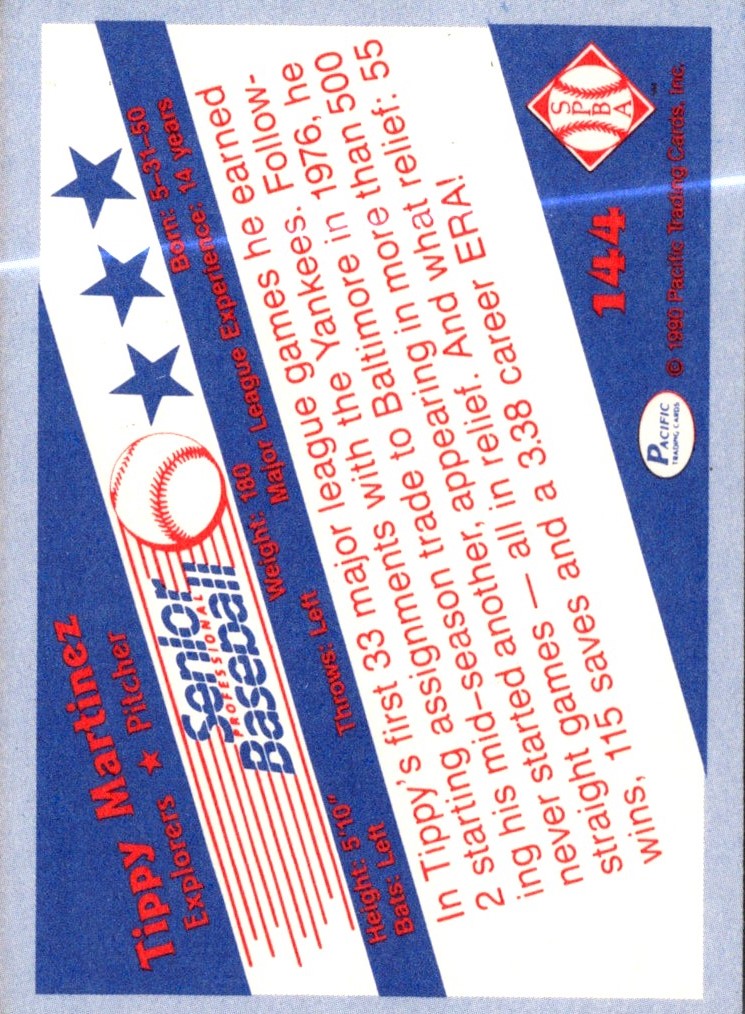 Tippy Martinez
Explorers ★ Pitcher
Senior
PROFESSIONAL
Baseball
Height: 5'10" Throws: Left Weight: 180 Born: 5-31-50
Bats: Left Major League Experience: 14 years
In Tippy's first 33 major league games he earned
2 starting assignments with the Yankees. Follow-
ing his mid-season trade to Baltimore in 1976, he
never started another, appearing in more than 500
straight games — all in relief. And what relief: 55
wins, 115 saves and a 3.38 career ERA!
PACIFIC
TRADING CARDS
144
SPBA
TM
© 1990 Pacific Trading Cards, Inc.